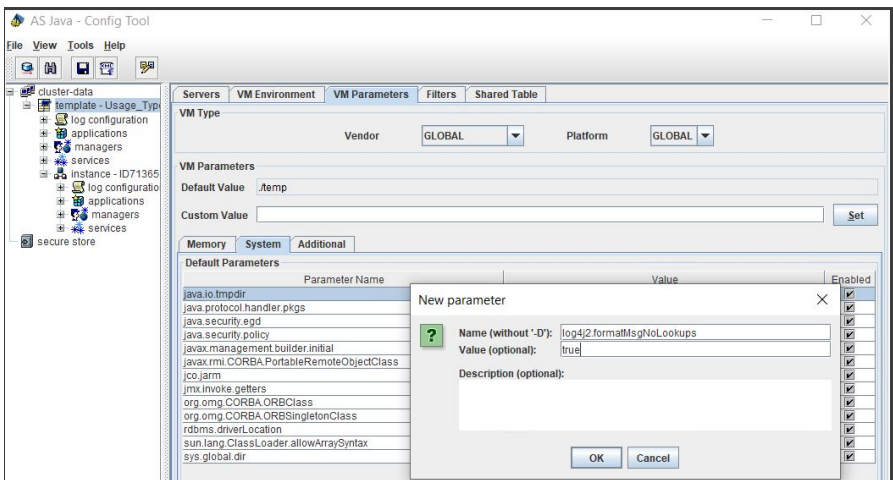 AS Java - Config Tool
File View Tools Help
cluster-data
template - Usage_Typ
log configuration
applications
managers
services
instance - ID71365
log configuratio
applications
managers
services
secure store
Servers VM Environment VM Parameters Filters Shared Table
VM Type
Vendor GLOBAL Platform GLOBAL
VM Parameters
Default Value ./temp
Custom Value Set
Memory System Additional
Default Parameters
Parameter Name Value Enabled
java.io.tmpdir
java.protocol.handler.pkgs
java.security.egd
java.security.policy
javax.management.builder.initial
javax.rmi.CORBA.PortableRemoteObjectClass
jco.jarm
jmx.invoke.getters
org.omg.CORBA.ORBClass
org.omg.CORBA.ORBSingletonClass
rdbms.driverLocation
sun.lang.ClassLoader.allowArraySyntax
sys.global.dir
New parameter
Name (without '-D'): log4j2.formatMsgNoLookups
Value (optional): true
Description (optional):
OK Cancel